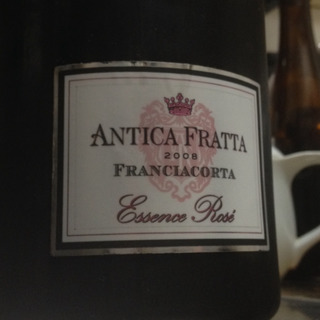 ANTICA FRATTA
2008
FRANCIACORTA
Essence Rosé